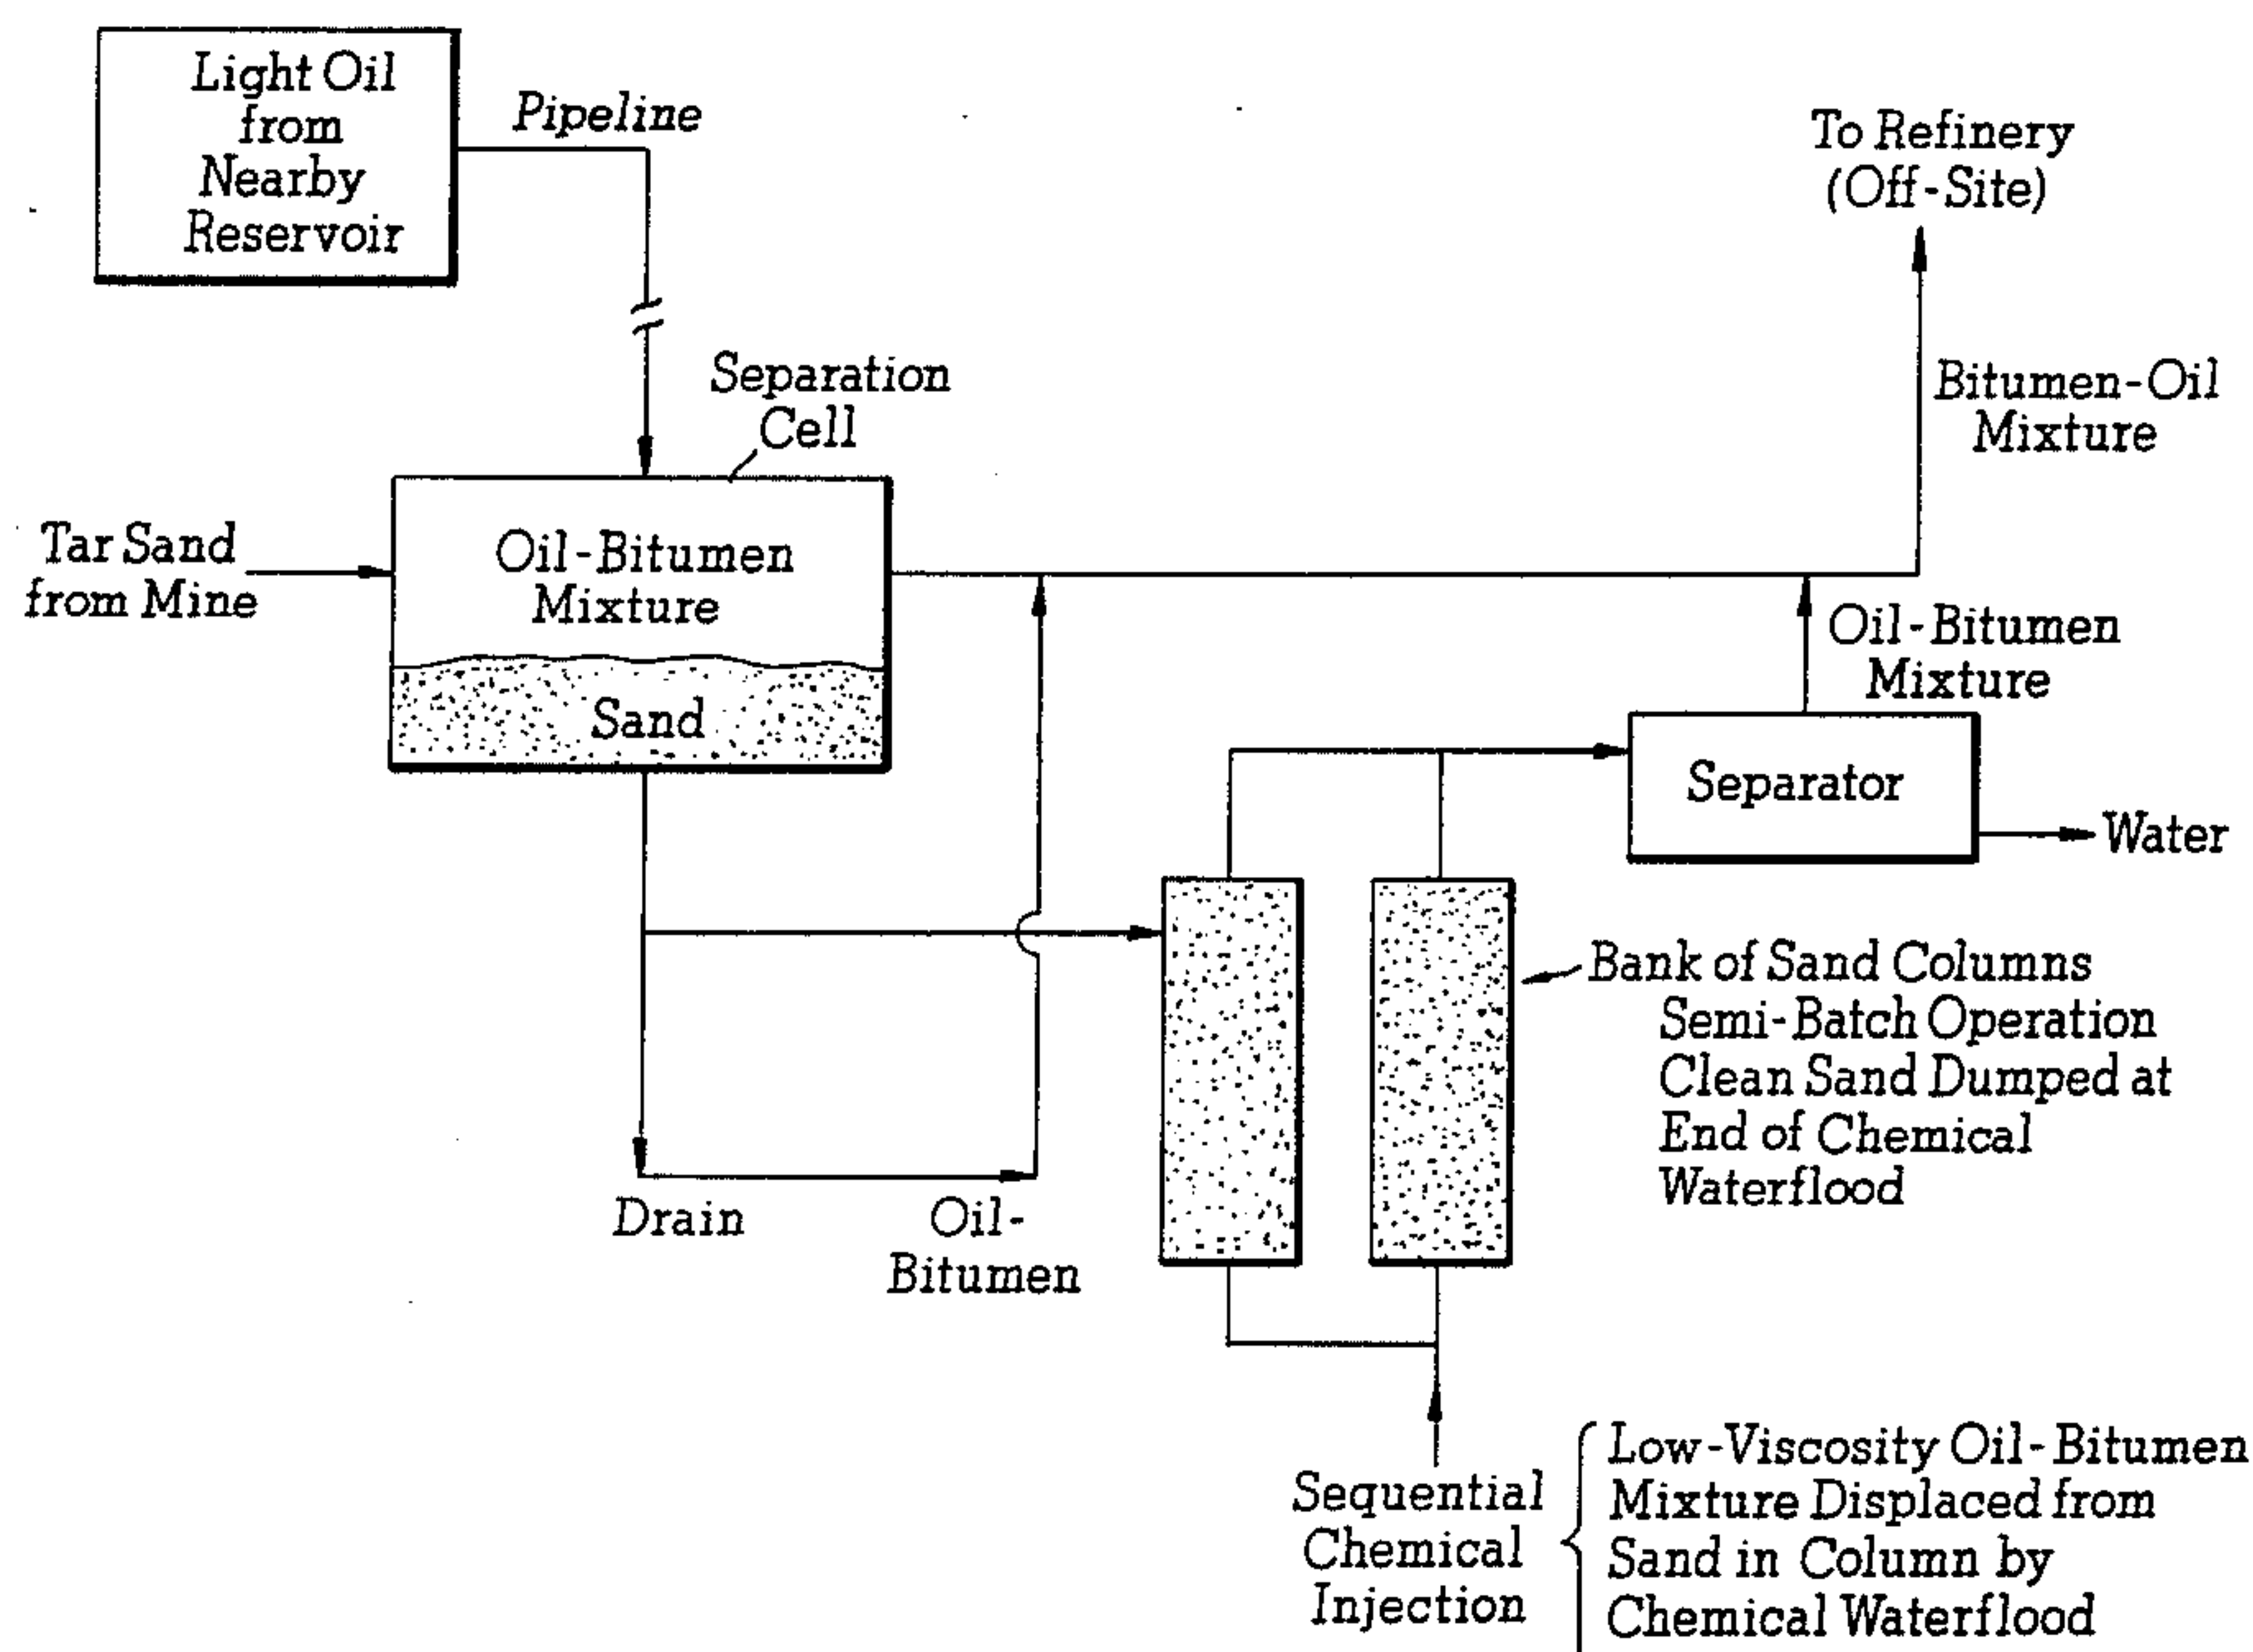 Light Oil
from
Nearby
Reservoir
Pipeline
To Refinery
(Off-Site)
Separation
Cell
Bitumen-Oil
Mixture
Tar Sand
from Mine
Oil-Bitumen
Mixture
Sand
Oil-Bitumen
Mixture
Separator
Water
Bank of Sand Columns
Semi-Batch Operation
Clean Sand Dumped at
End of Chemical
Waterflood
Drain
Oil-
Bitumen
Sequential
Chemical
Injection
Low-Viscosity Oil-Bitumen
Mixture Displaced from
Sand in Column by
Chemical Waterflood